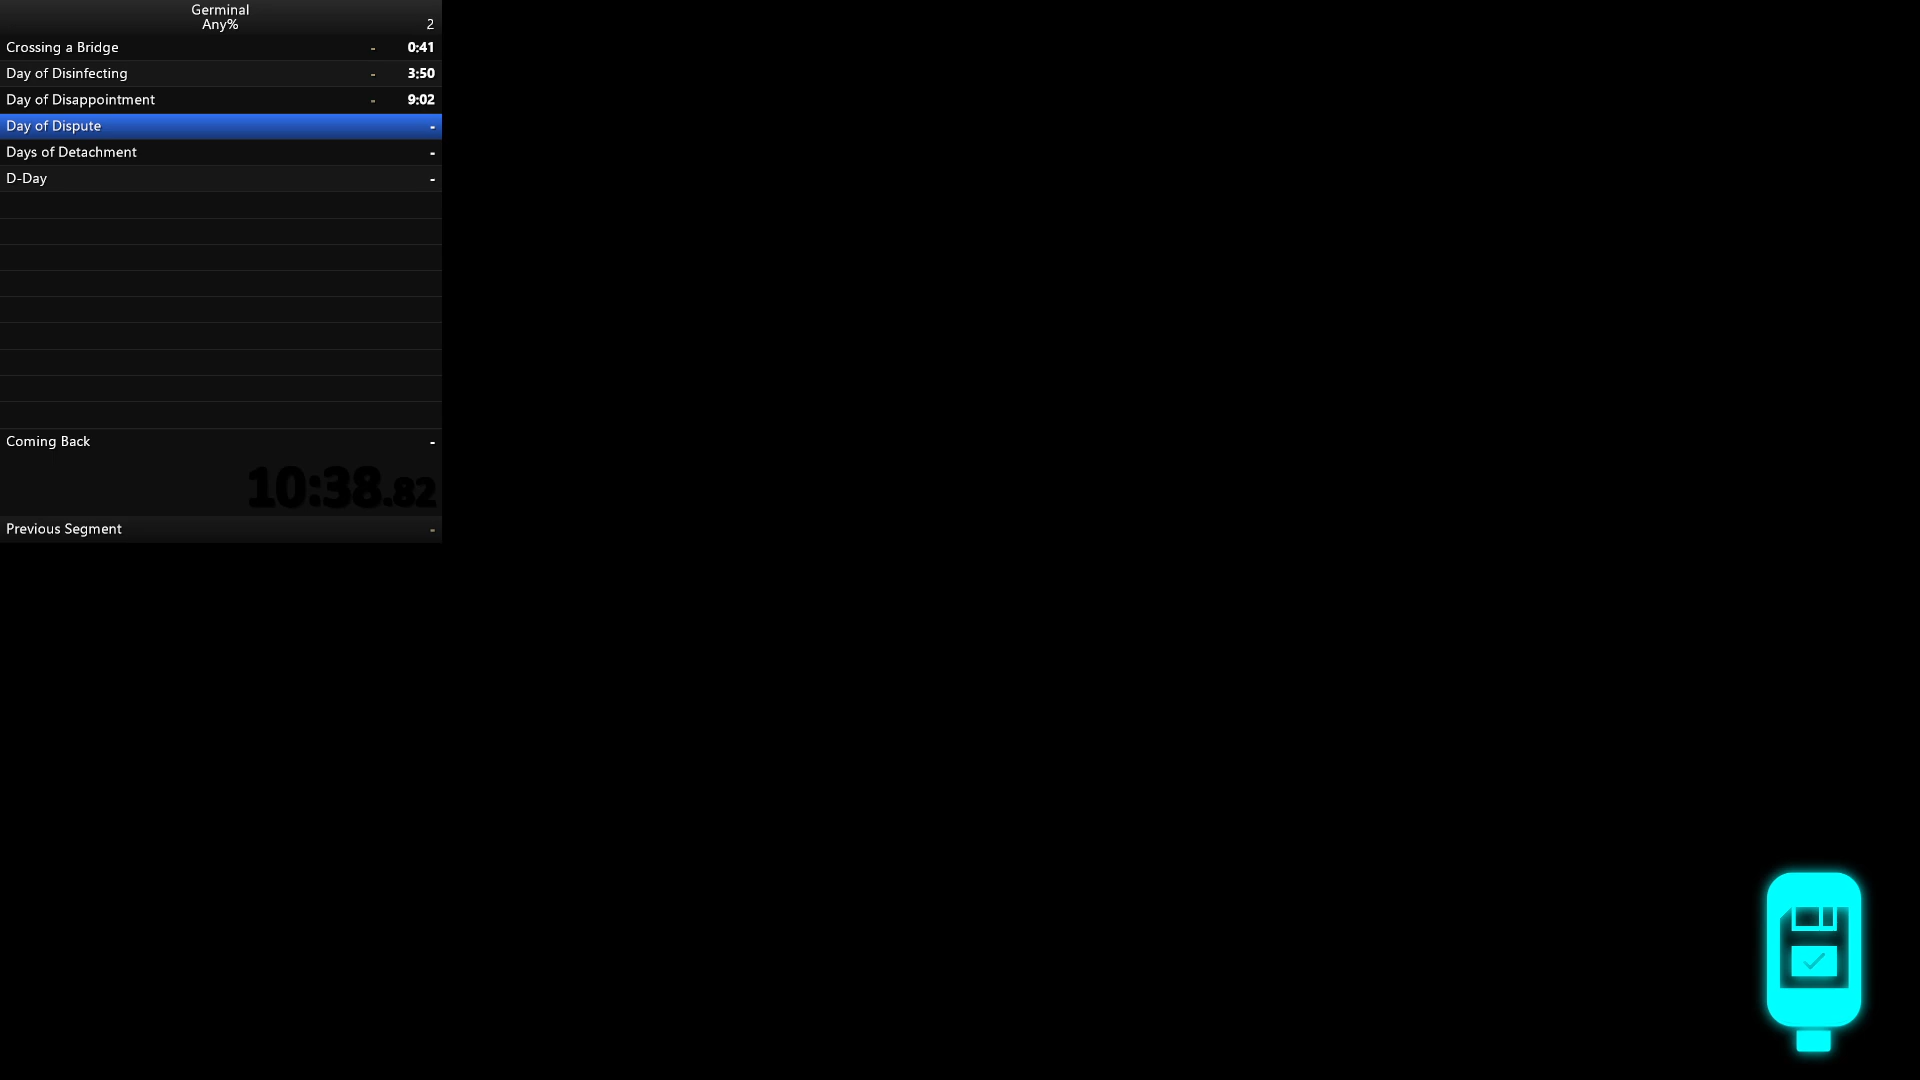 Germinal
Any% 2
Crossing a Bridge - 0:41
Day of Disinfecting - 3:50
Day of Disappointment - 9:02
Day of Dispute -
Days of Detachment -
D-Day -
Coming Back -
10:38.82
Previous Segment -